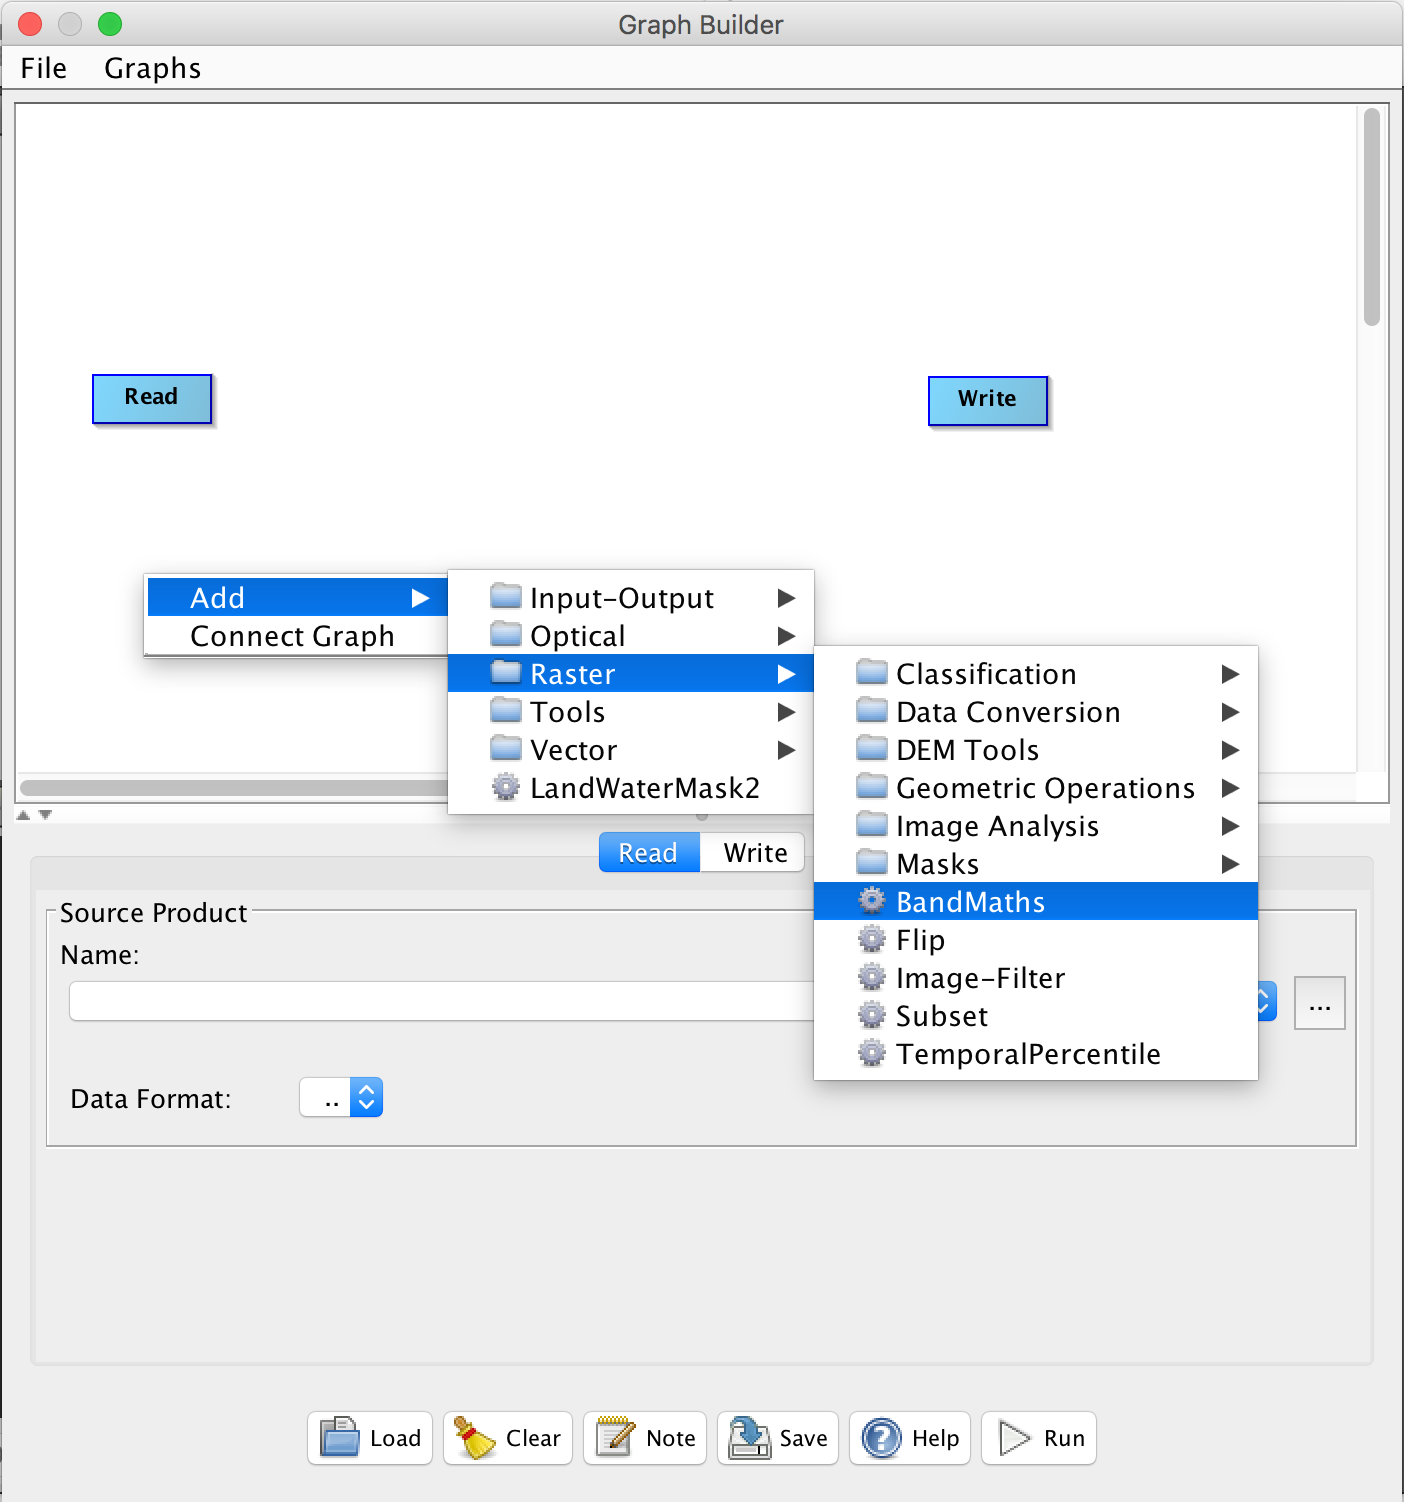 Graph Builder
File Graphs
Read
Write
Add
Connect Graph
Input-Output
Optical
Raster
Tools
Vector
LandWaterMask2
Classification
Data Conversion
DEM Tools
Geometric Operations
Image Analysis
Masks
BandMaths
Flip
Image-Filter
Subset
TemporalPercentile
Read Write
Source Product
Name:
...
Data Format: ..
Load Clear Note Save Help Run